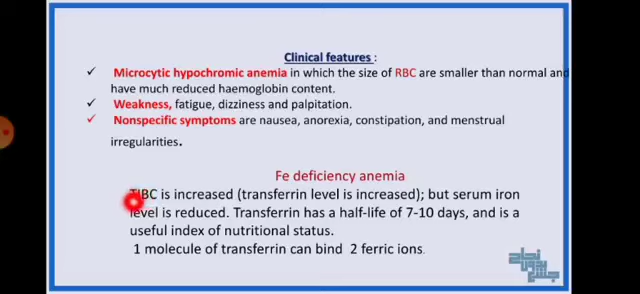 Clinical features :
✓ Microcytic hypochromic anemia in which the size of RBC are smaller than normal and
have much reduced haemoglobin content.
✓ Weakness, fatigue, dizziness and palpitation.
✓ Nonspecific symptoms are nausea, anorexia, constipation, and menstrual
irregularities.
Fe deficiency anemia
TIBC is increased (transferrin level is increased); but serum iron
level is reduced. Transferrin has a half-life of 7-10 days, and is a
useful index of nutritional status.
1 molecule of transferrin can bind 2 ferric ions.